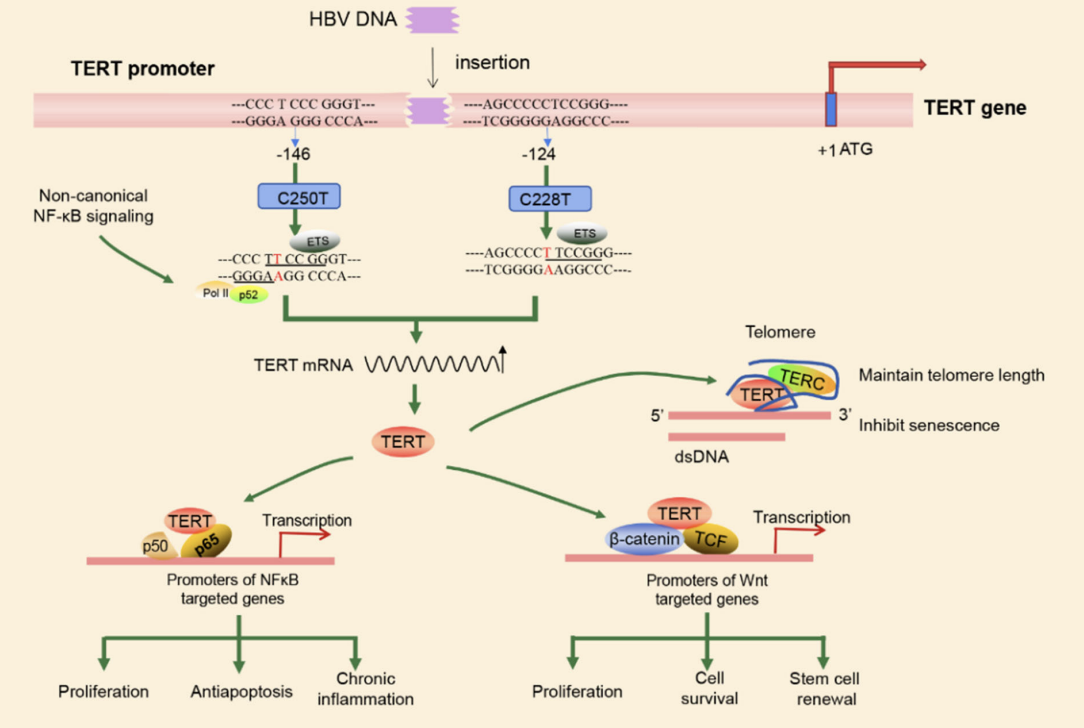 HBV DNA
insertion
TERT promoter
---CCC T CCC GGGT---
---GGGA GGG CCCA---
----AGCCCCCTCCGGG----
----TCGGGGGAGGCCC----
TERT gene
-146
-124
+1 ATG
C250T
C228T
Non-canonical
NF-κB signaling
ETS
ETS
---CCC TT CC GGGT---
---GGGAAGG CCCA---
----AGCCCCT TCCGGG----
----TCGGGGAAGGCCC----
Pol II
p52
TERT mRNA
Telomere
TERC
TERT
Maintain telomere length
5’
3’
Inhibit senescence
dsDNA
TERT
TERT
p50
p65
Transcription
TERT
β-catenin
TCF
Transcription
Promoters of NFκB
targeted genes
Promoters of Wnt
targeted genes
Proliferation
Antiapoptosis
Chronic
inflammation
Proliferation
Cell
survival
Stem cell
renewal